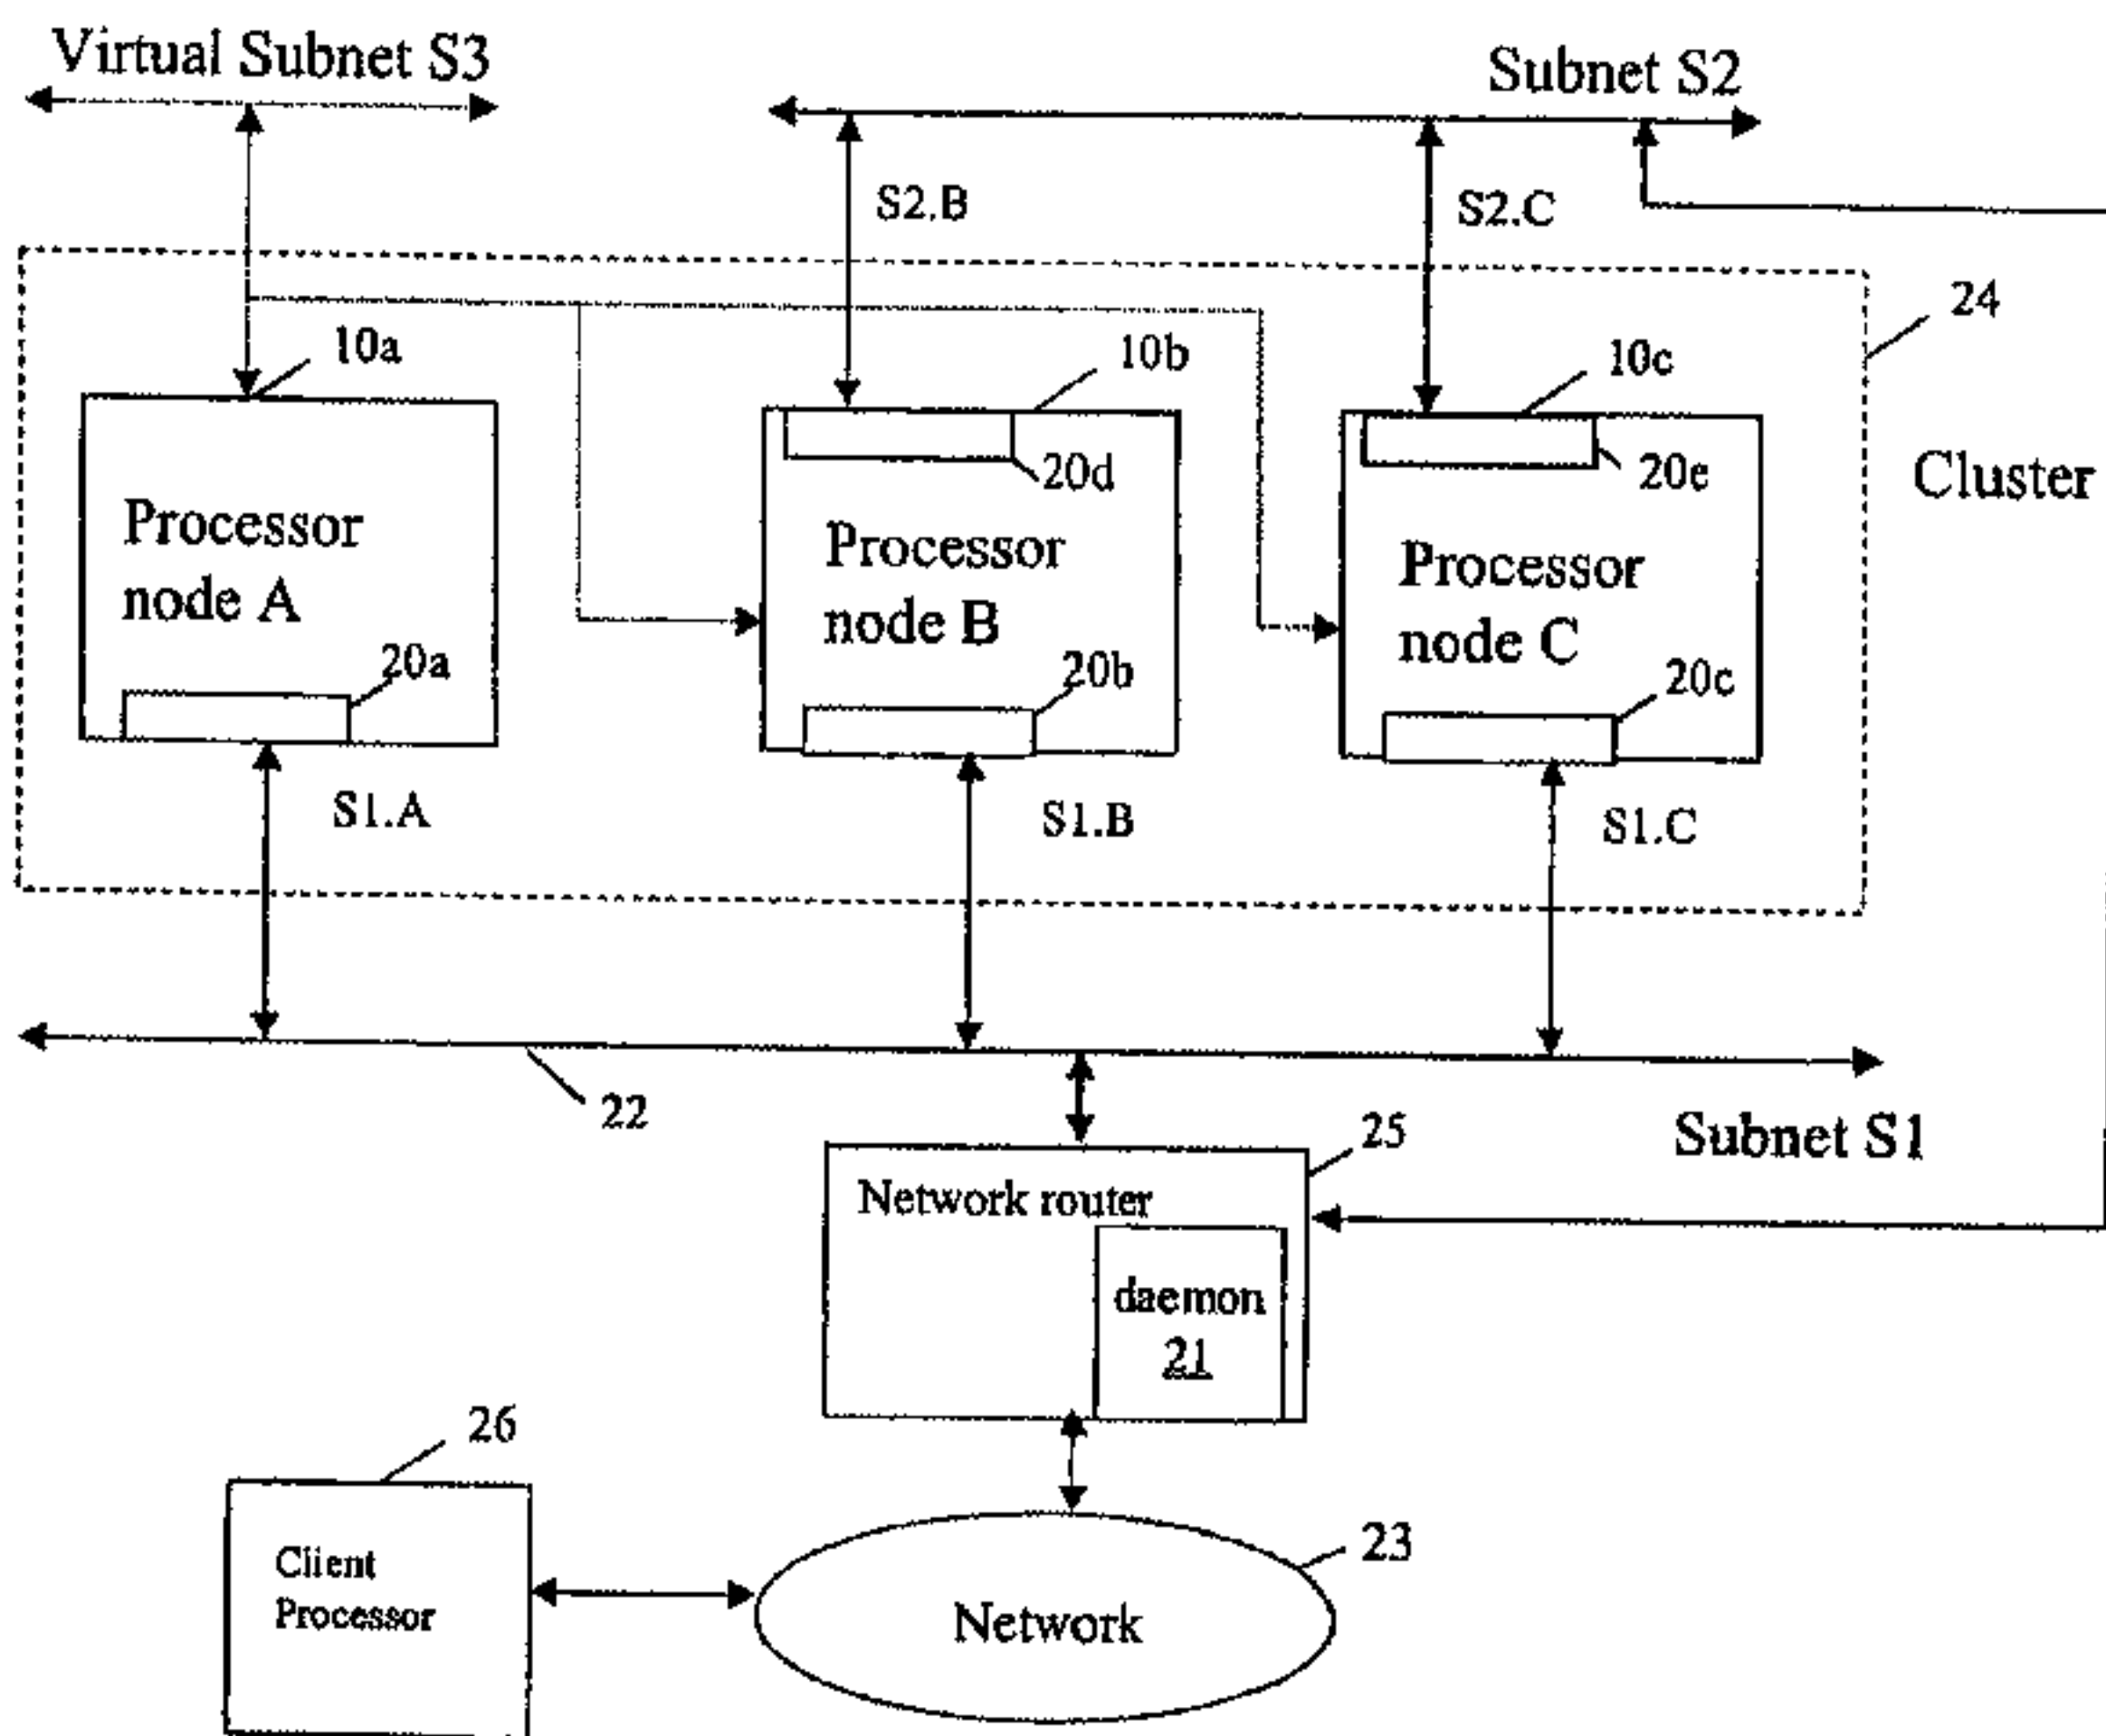 Virtual Subnet S3
Subnet S2
S2.B
S2.C
24
10a
10b
10c
20d
20e
Cluster
Processor
node A
Processor
node B
Processor
node C
20a
20b
20c
S1.A
S1.B
S1.C
22
25
Subnet S1
Network router
daemon
21
26
23
Client
Processor
Network